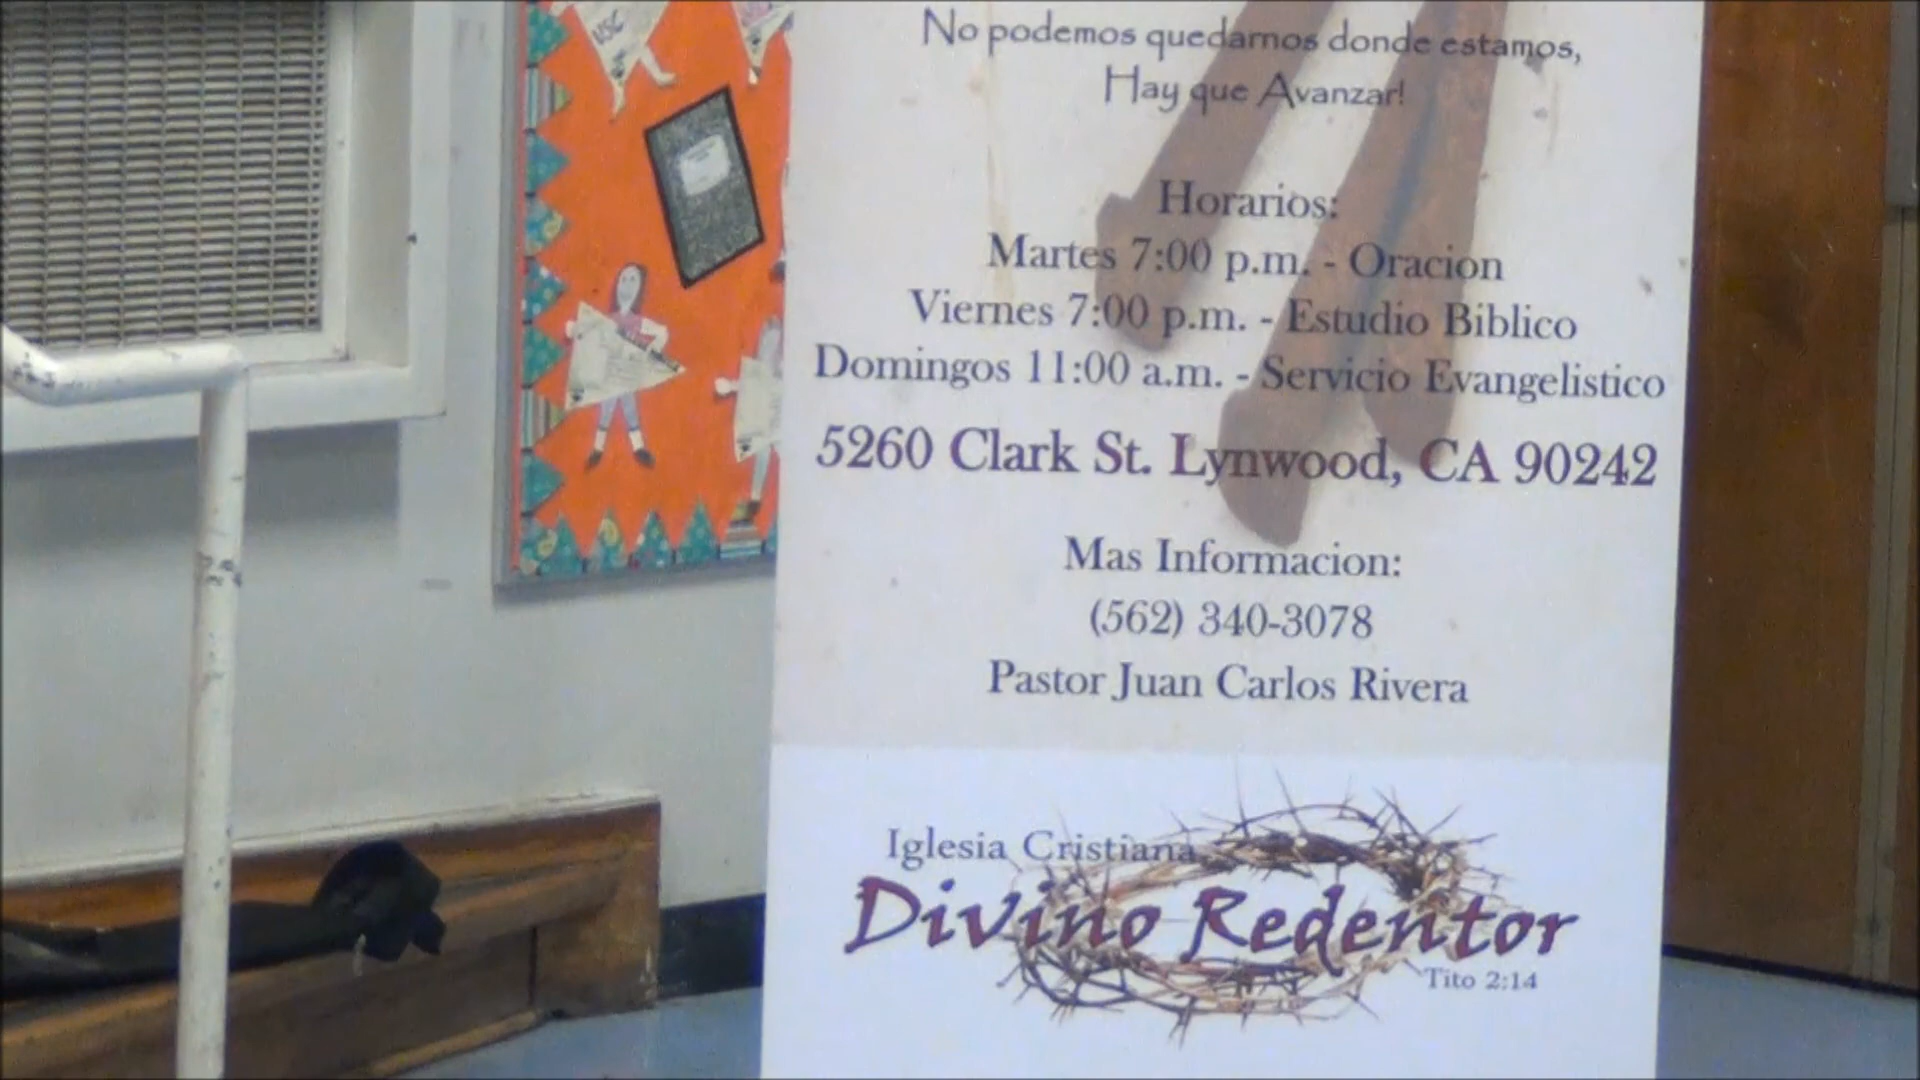 USC
No podemos quedarnos donde estamos,
Hay que Avanzar!
Horarios:
Martes 7:00 p.m. - Oracion
Viernes 7:00 p.m. - Estudio Biblico
Domingos 11:00 a.m. - Servicio Evangelistico
5260 Clark St. Lynwood, CA 90242
Mas Informacion:
(562) 340-3078
Pastor Juan Carlos Rivera
Iglesia Cristiana
Divino Redentor
Tito 2:14